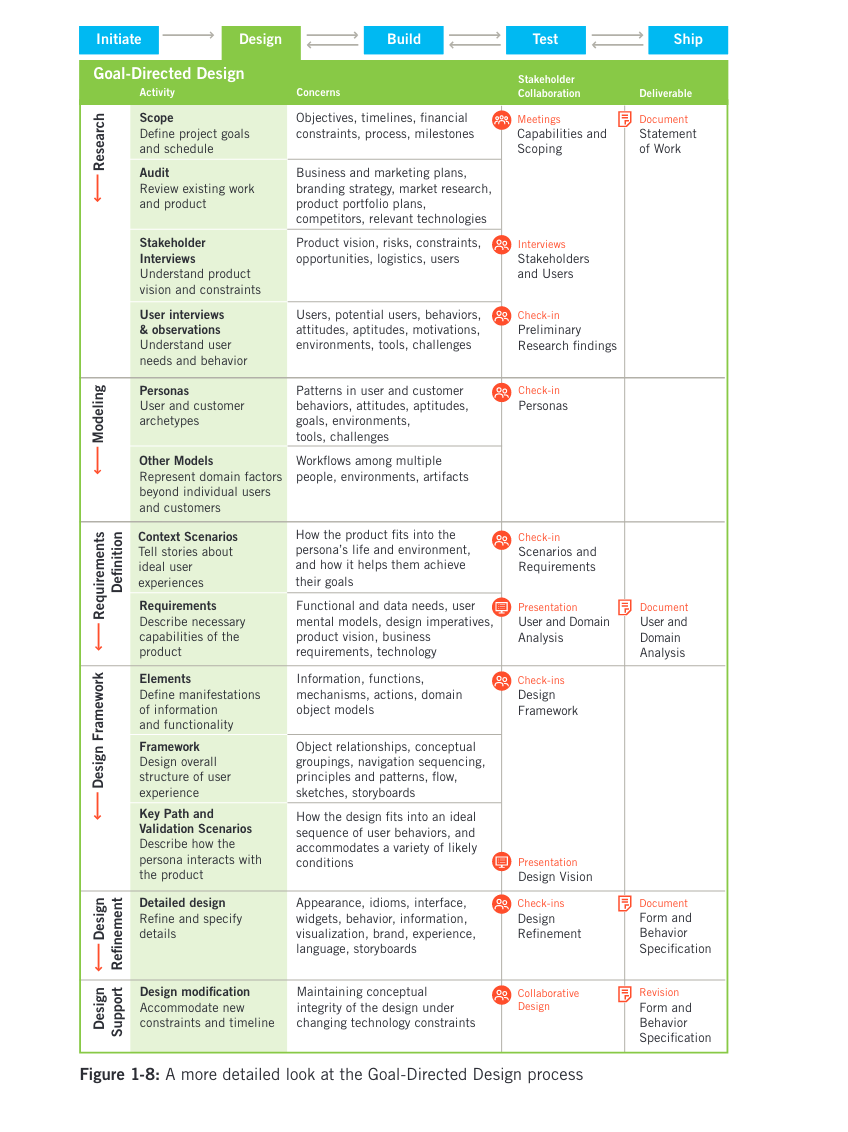 Initiate
Design
Build
Test
Ship
Goal-Directed Design
Activity
Concerns
Stakeholder
Collaboration
Deliverable
Research
Scope
Define project goals
and schedule
Objectives, timelines, financial
constraints, process, milestones
Meetings
Capabilities and
Scoping
Document
Statement
of Work
Audit
Review existing work
and product
Business and marketing plans,
branding strategy, market research,
product portfolio plans,
competitors, relevant technologies
Stakeholder
Interviews
Understand product
vision and constraints
Product vision, risks, constraints,
opportunities, logistics, users
Interviews
Stakeholders
and Users
User interviews
& observations
Understand user
needs and behavior
Users, potential users, behaviors,
attitudes, aptitudes, motivations,
environments, tools, challenges
Check-in
Preliminary
Research findings
Modeling
Personas
User and customer
archetypes
Patterns in user and customer
behaviors, attitudes, aptitudes,
goals, environments,
tools, challenges
Check-in
Personas
Other Models
Represent domain factors
beyond individual users
and customers
Workflows among multiple
people, environments, artifacts
Requirements
Definition
Context Scenarios
Tell stories about
ideal user
experiences
How the product fits into the
persona's life and environment,
and how it helps them achieve
their goals
Check-in
Scenarios and
Requirements
Requirements
Describe necessary
capabilities of the
product
Functional and data needs, user
mental models, design imperatives,
product vision, business
requirements, technology
Presentation
User and Domain
Analysis
Document
User and
Domain
Analysis
Design Framework
Elements
Define manifestations
of information
and functionality
Information, functions,
mechanisms, actions, domain
object models
Check-ins
Design
Framework
Framework
Design overall
structure of user
experience
Object relationships, conceptual
groupings, navigation sequencing,
principles and patterns, flow,
sketches, storyboards
Key Path and
Validation Scenarios
Describe how the
persona interacts with
the product
How the design fits into an ideal
sequence of user behaviors, and
accommodates a variety of likely
conditions
Presentation
Design Vision
Design
Refinement
Detailed design
Refine and specify
details
Appearance, idioms, interface,
widgets, behavior, information,
visualization, brand, experience,
language, storyboards
Check-ins
Design
Refinement
Document
Form and
Behavior
Specification
Design
Support
Design modification
Accommodate new
constraints and timeline
Maintaining conceptual
integrity of the design under
changing technology constraints
Collaborative
Design
Revision
Form and
Behavior
Specification
Figure 1-8: A more detailed look at the Goal-Directed Design process